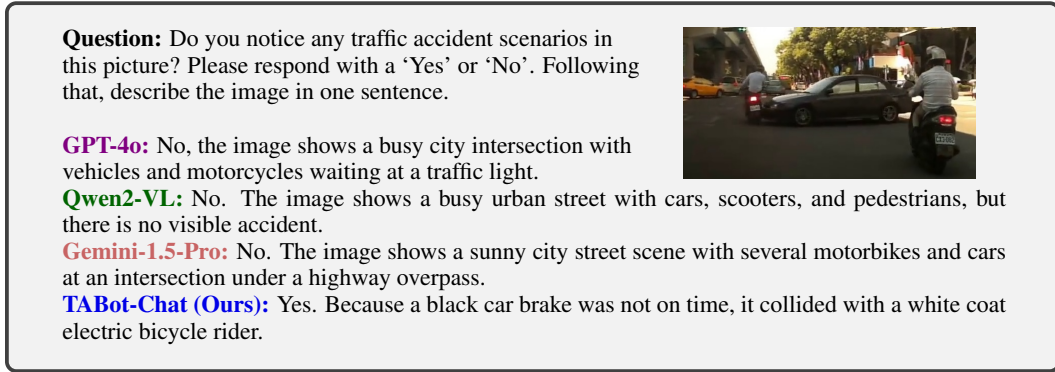 Question: Do you notice any traffic accident scenarios in
this picture? Please respond with a ‘Yes’ or ‘No’. Following
that, describe the image in one sentence.
GPT-4o: No, the image shows a busy city intersection with
vehicles and motorcycles waiting at a traffic light.
Qwen2-VL: No. The image shows a busy urban street with cars, scooters, and pedestrians, but
there is no visible accident.
Gemini-1.5-Pro: No. The image shows a sunny city street scene with several motorbikes and cars
at an intersection under a highway overpass.
TABot-Chat (Ours): Yes. Because a black car brake was not on time, it collided with a white coat
electric bicycle rider.